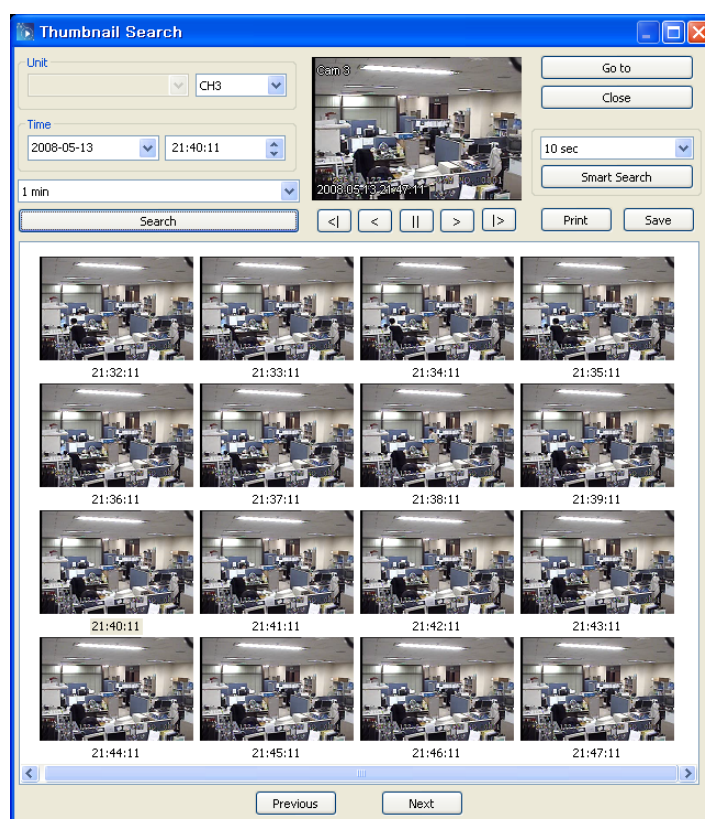 Thumbnail Search
Unit
CH3
Time
2008-05-13
21:40:11
1 min
Search
Cam 3
2008.05.13 21:47:11
<| < || > |>
Go to
Close
10 sec
Smart Search
Print Save
21:32:11 21:33:11 21:34:11 21:35:11
21:36:11 21:37:11 21:38:11 21:39:11
21:40:11 21:41:11 21:42:11 21:43:11
21:44:11 21:45:11 21:46:11 21:47:11
Previous Next